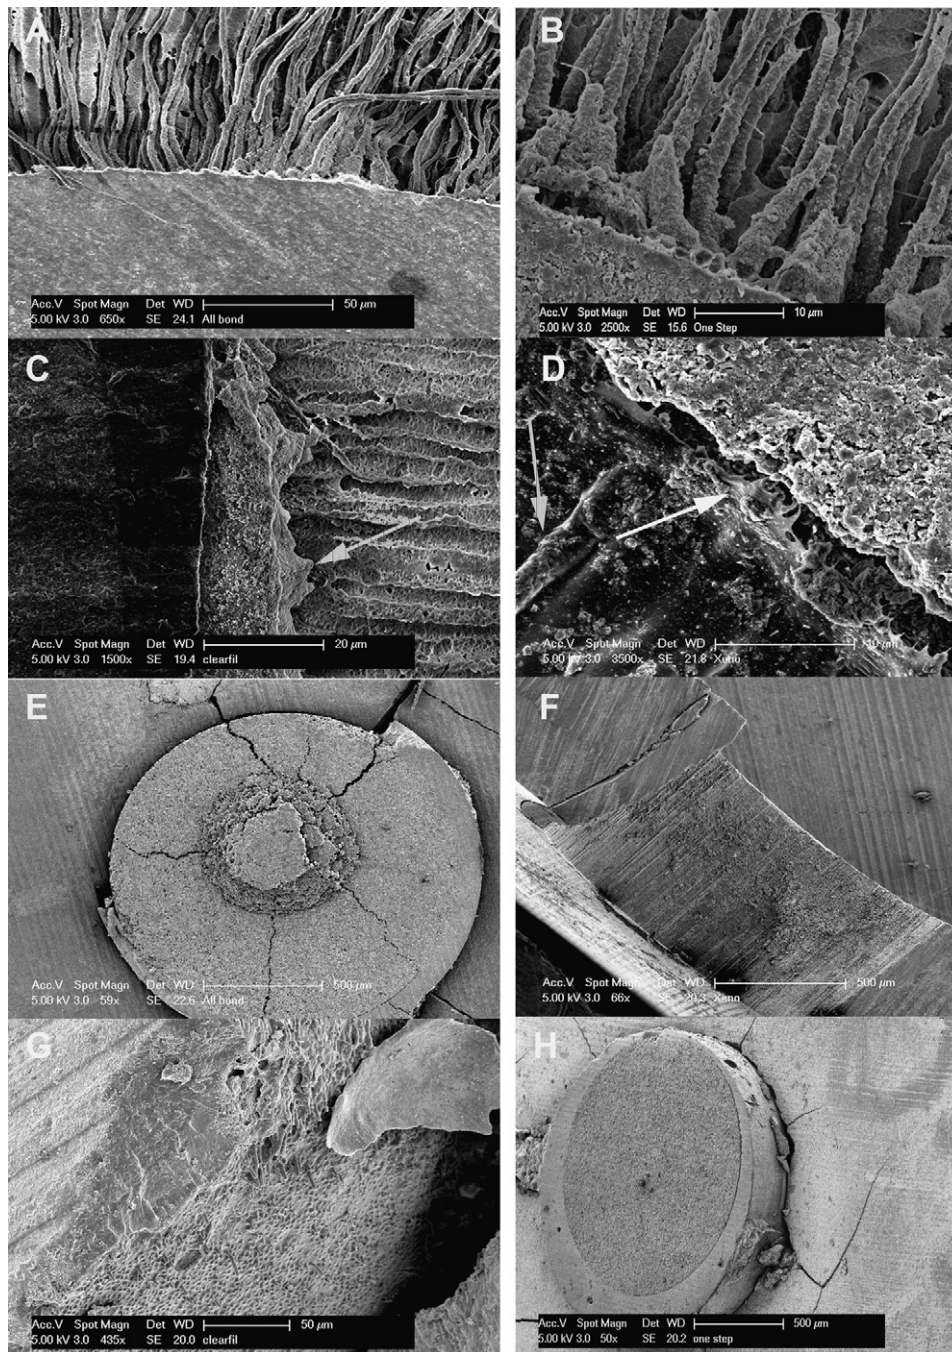 A
Acc.V Spot Magn Det WD 50 µm
5.00 kV 3.0 650x SE 24.1 All bond
B
Acc.V Spot Magn Det WD 10 µm
5.00 kV 3.0 2500x SE 15.6 One Step
C
Acc.V Spot Magn Det WD 20 µm
5.00 kV 3.0 1500x SE 19.4 clearfil
D
Acc.V Spot Magn Det WD 10 µm
5.00 kV 3.0 3500x SE 21.8 Xeno
E
Acc.V Spot Magn Det WD 500 µm
5.00 kV 3.0 59x SE 22.6 All bond
F
Acc.V Spot Magn Det WD 500 µm
5.00 kV 3.0 66x SE 20.3 Xeno
G
Acc.V Spot Magn Det WD 50 µm
5.00 kV 3.0 435x SE 20.0 clearfil
H
Acc.V Spot Magn Det WD 500 µm
5.00 kV 3.0 50x SE 20.2 one step